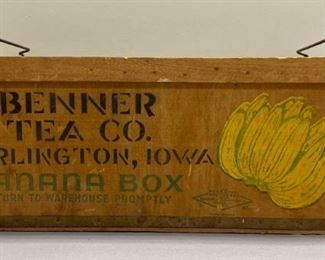 BENNER
TEA CO.
RLINGTON, IOWA
ANANA BOX
TURN TO WAREHOUSE PROMPTLY